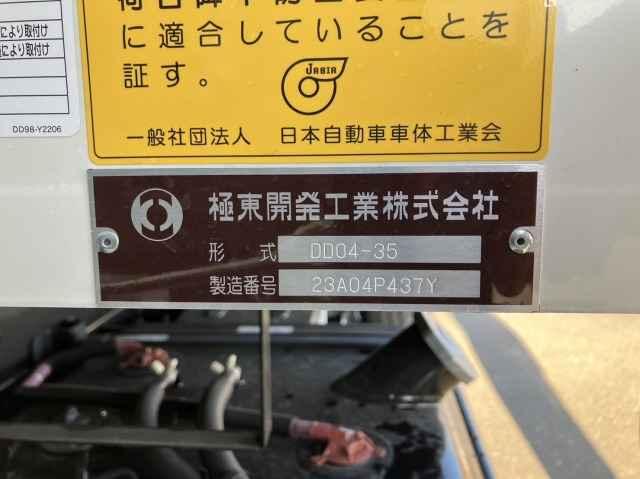 により取付け
により取付け
DD98-Y2206
に適合していることを
証す。
JABIA
一般社団法人 日本自動車車体工業会
極東開発工業株式会社
形式 DD04-35
製造番号 23A04P437Y